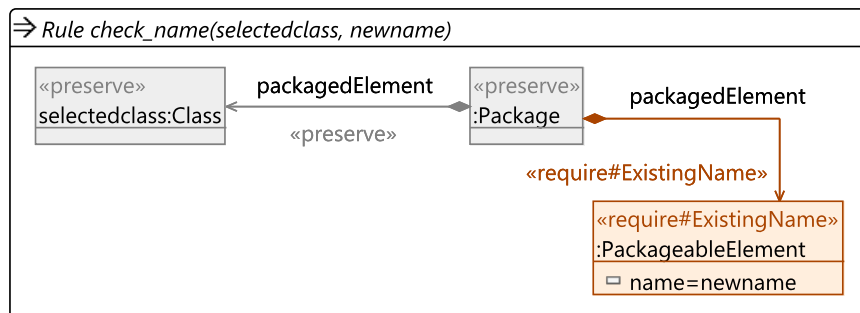 Rule check_name(selectedclass, newname)
«preserve»
selectedclass:Class
packagedElement
«preserve»
«preserve»
:Package
packagedElement
«require#ExistingName»
«require#ExistingName»
:PackageableElement
name=newname